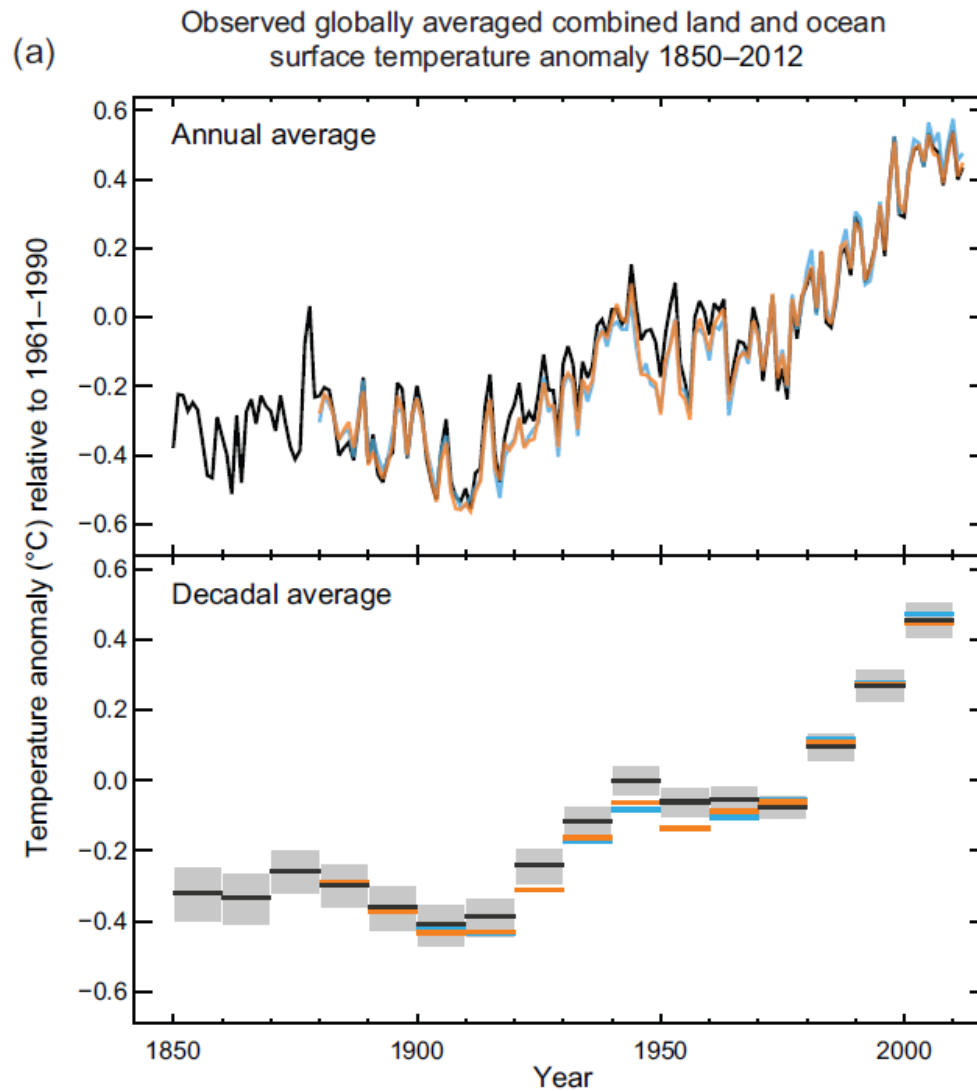 (a)
Observed globally averaged combined land and ocean
surface temperature anomaly 1850–2012
Temperature anomaly (°C) relative to 1961–1990
Annual average
0.6
0.4
0.2
0.0
−0.2
−0.4
−0.6
Decadal average
0.6
0.4
0.2
0.0
−0.2
−0.4
−0.6
1850 1900 1950 2000
Year